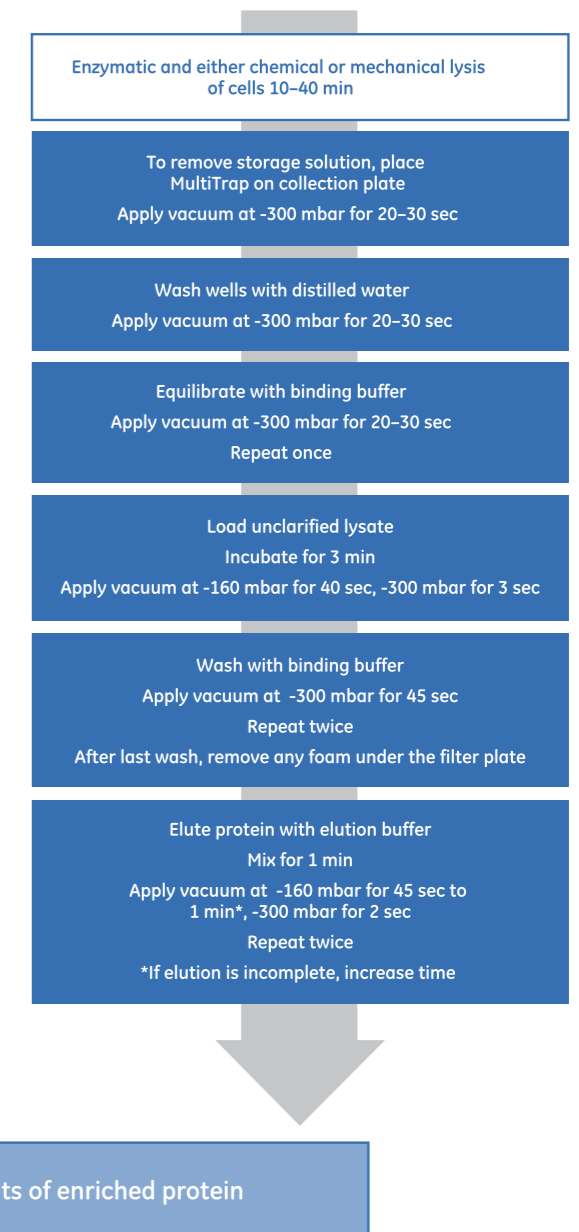 Enzymatic and either chemical or mechanical lysis
of cells 10–40 min
To remove storage solution, place
MultiTrap on collection plate
Apply vacuum at -300 mbar for 20–30 sec
Wash wells with distilled water
Apply vacuum at -300 mbar for 20–30 sec
Equilibrate with binding buffer
Apply vacuum at -300 mbar for 20–30 sec
Repeat once
Load unclarified lysate
Incubate for 3 min
Apply vacuum at -160 mbar for 40 sec, -300 mbar for 3 sec
Wash with binding buffer
Apply vacuum at -300 mbar for 45 sec
Repeat twice
After last wash, remove any foam under the filter plate
Elute protein with elution buffer
Mix for 1 min
Apply vacuum at -160 mbar for 45 sec to
1 min*, -300 mbar for 2 sec
Repeat twice
*If elution is incomplete, increase time
of enriched protein